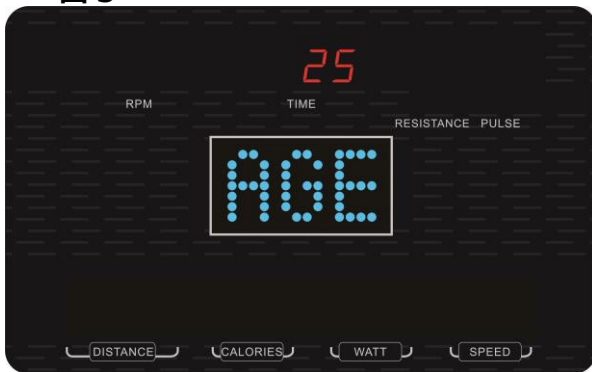 25
RPM TIME
RESISTANCE PULSE
AGE
DISTANCE CALORIES WATT SPEED